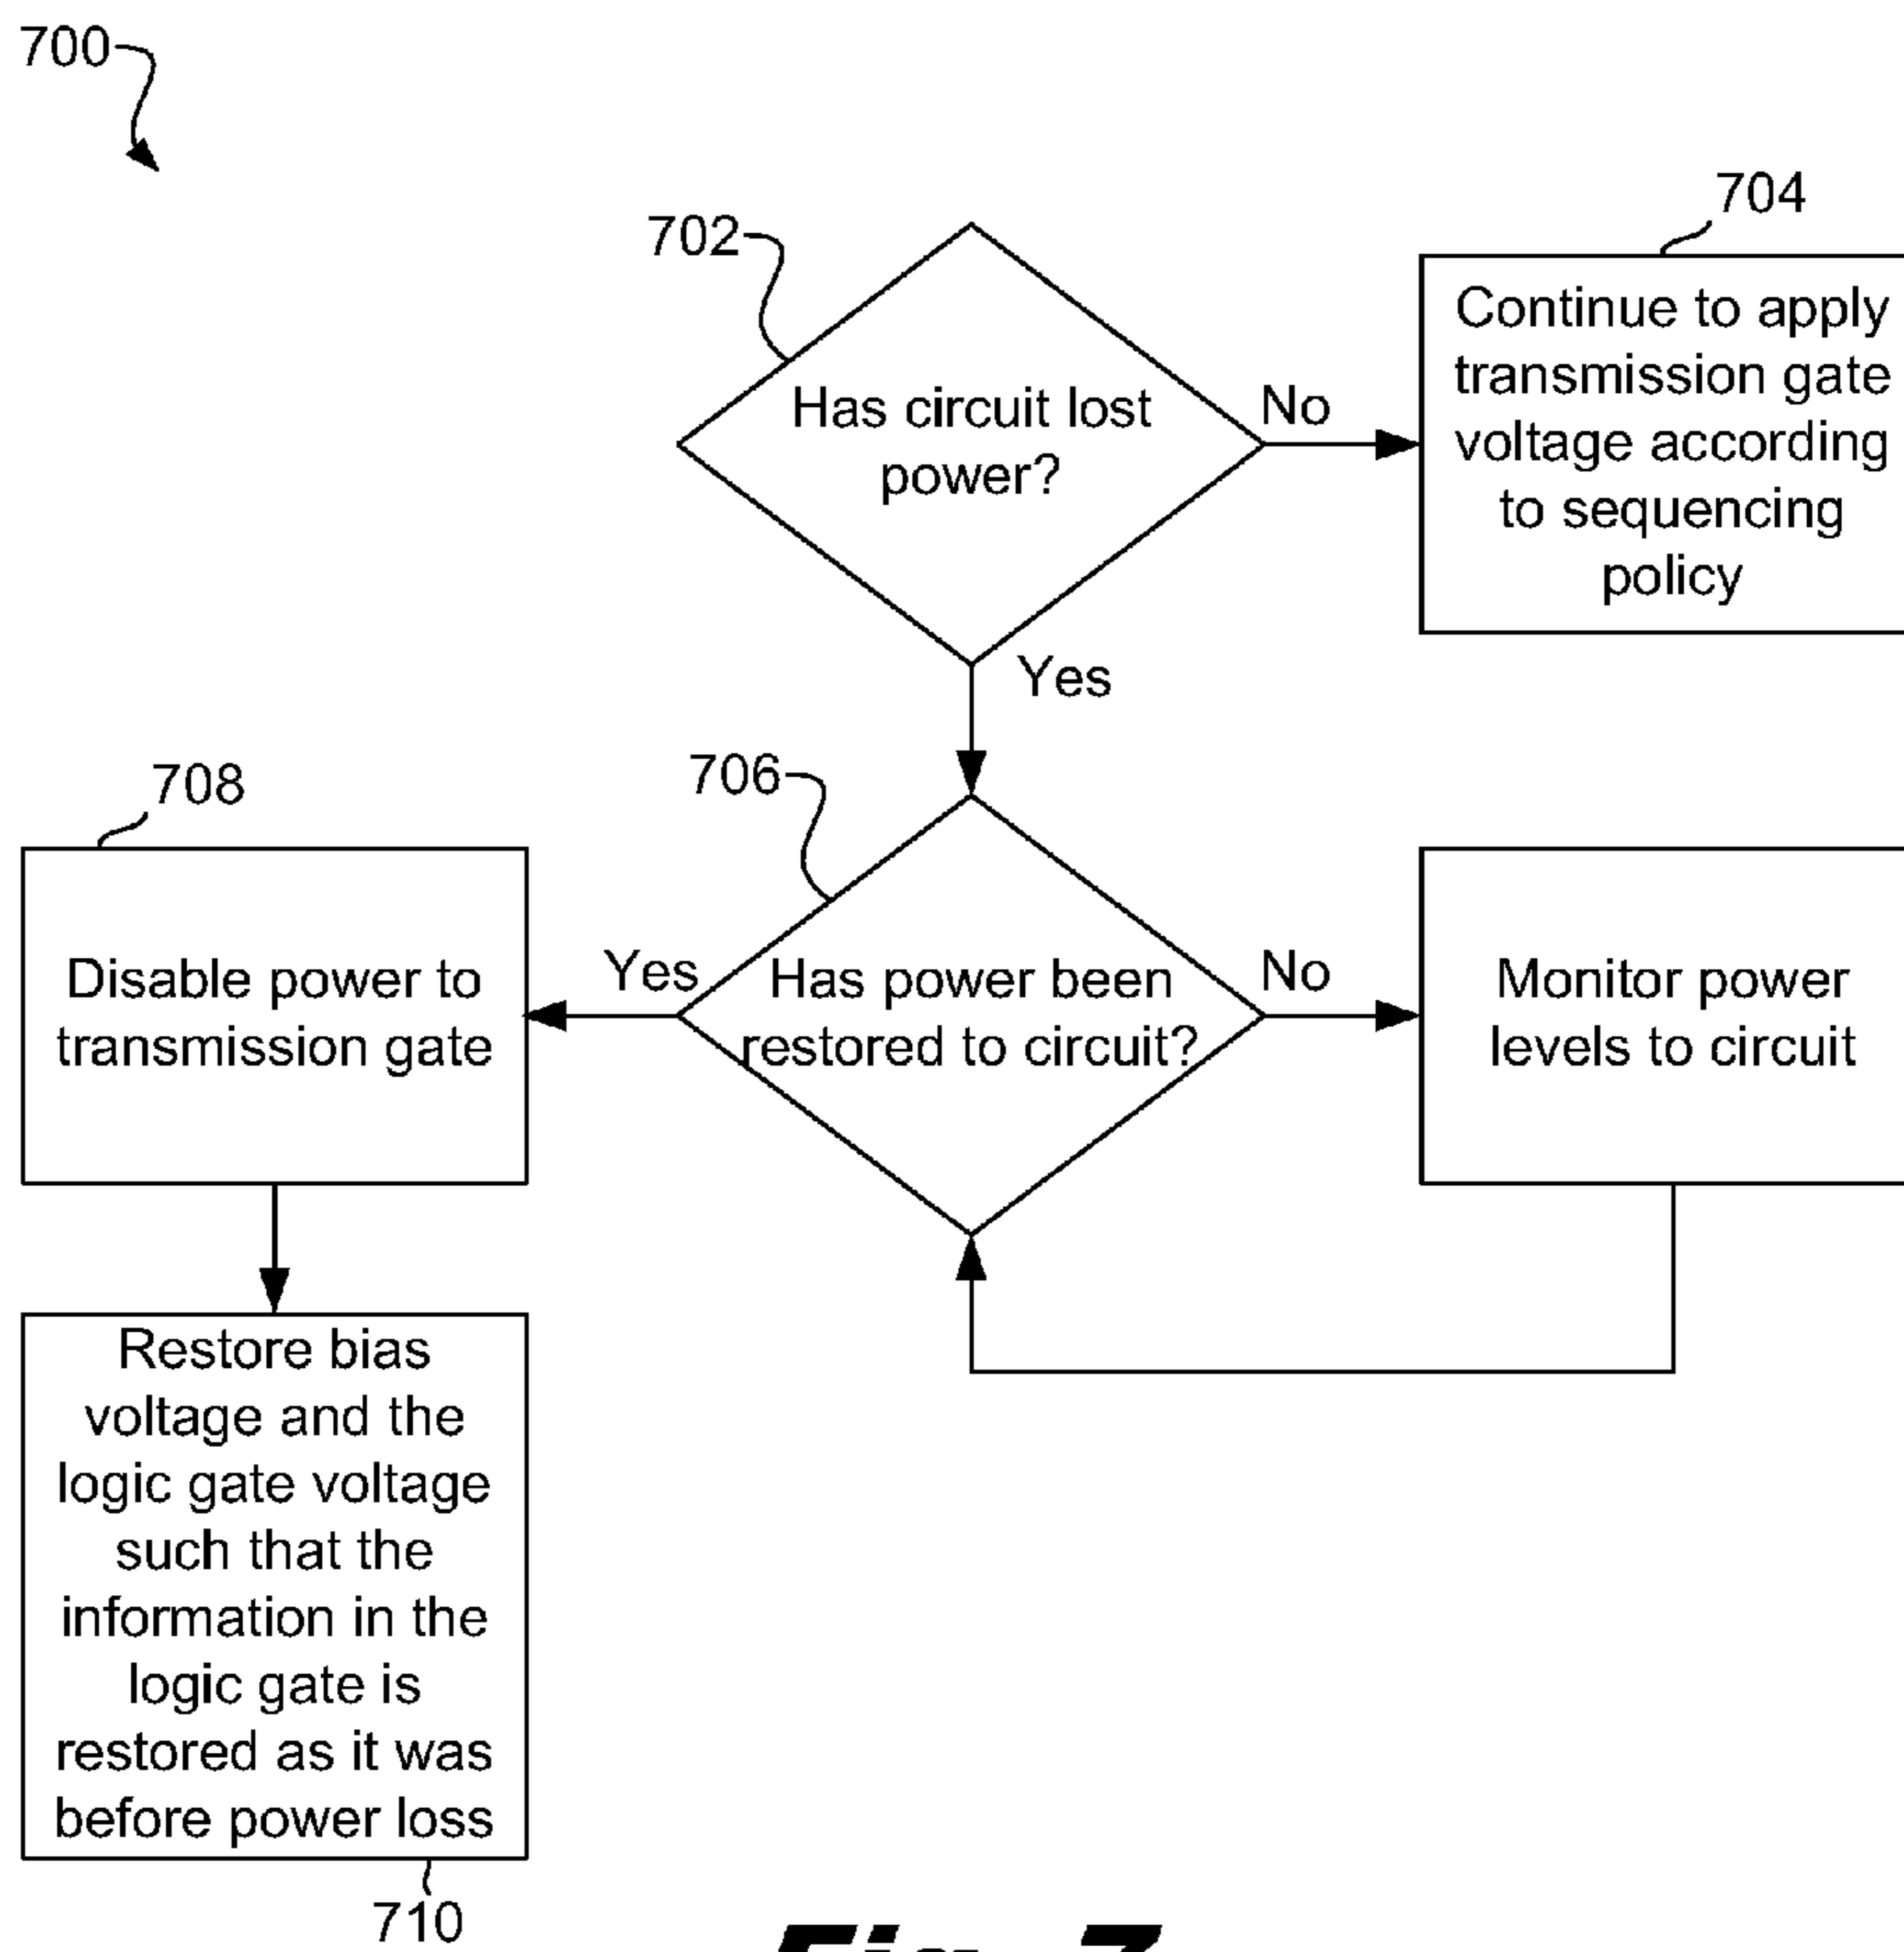 700
702
704
Has circuit lost
power?
No
Continue to apply
transmission gate
voltage according
to sequencing
policy
Yes
706
708
Disable power to
transmission gate
Yes
Has power been
restored to circuit?
No
Monitor power
levels to circuit
Restore bias
voltage and the
logic gate voltage
such that the
information in the
logic gate is
restored as it was
before power loss
710